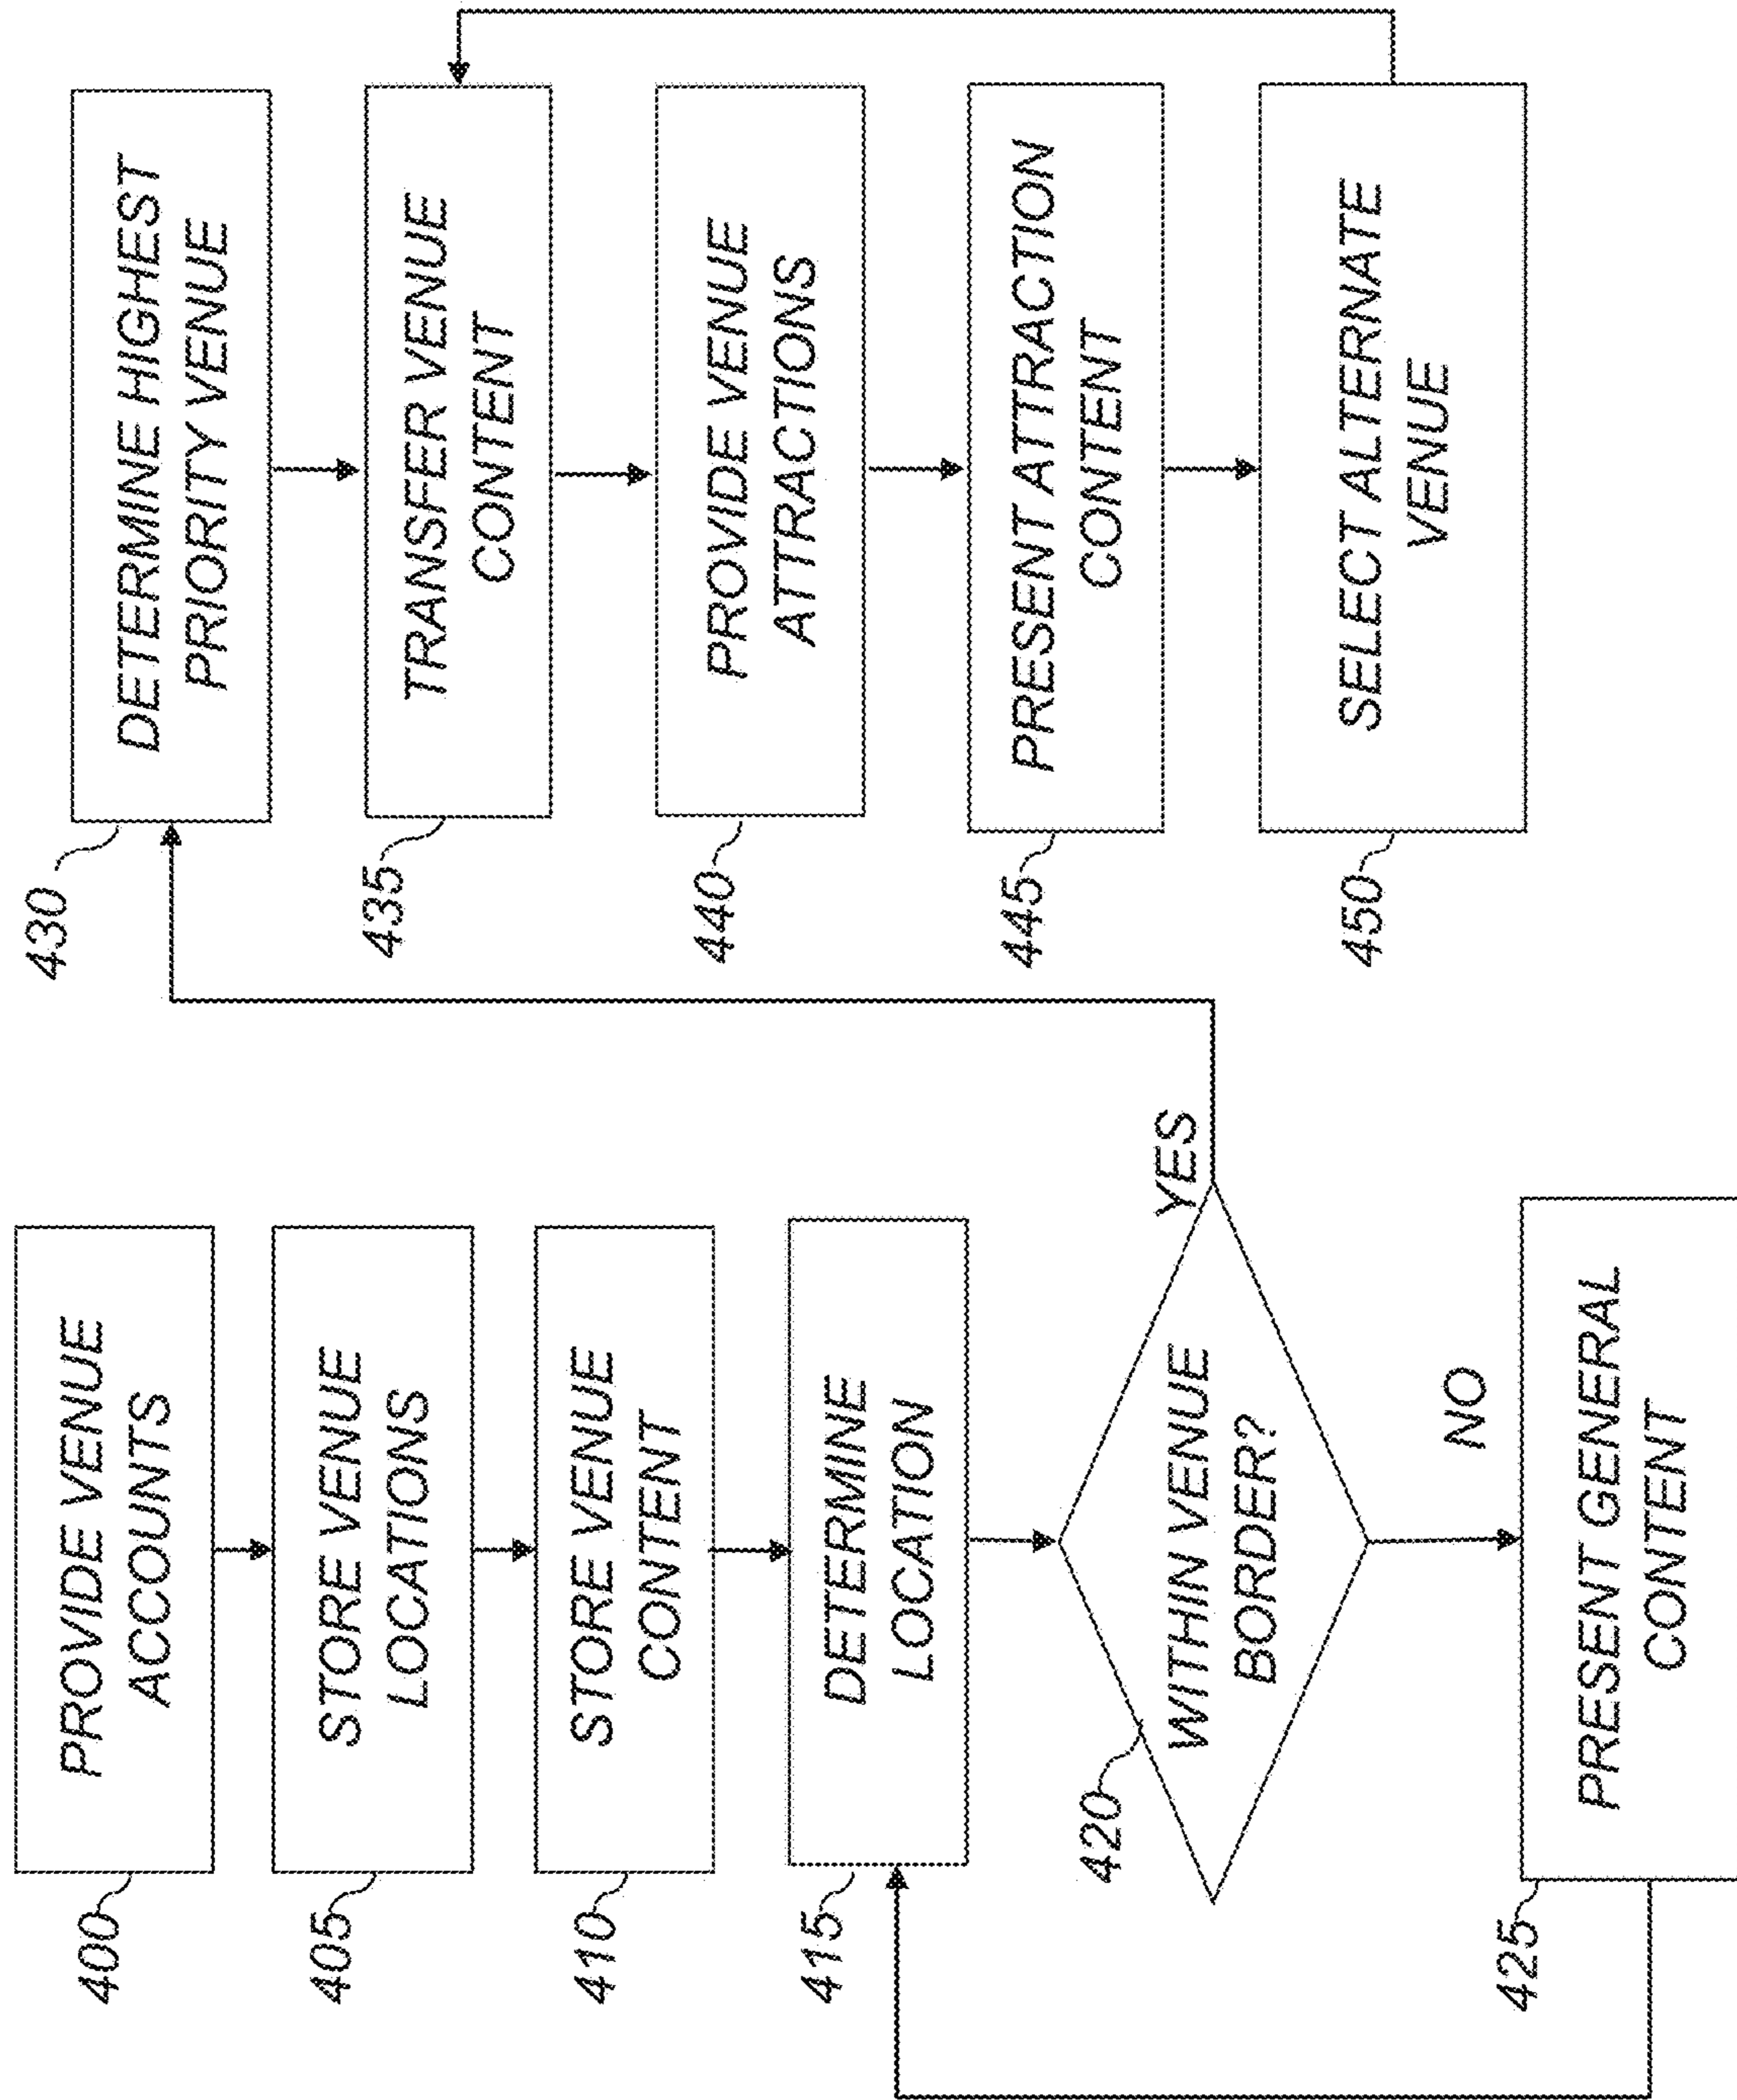 400
PROVIDE VENUE
ACCOUNTS
405
STORE VENUE
LOCATIONS
410
STORE VENUE
CONTENT
415
DETERMINE
LOCATION
420
WITHIN VENUE
BORDER?
YES
NO
425
PRESENT GENERAL
CONTENT
430
DETERMINE HIGHEST
PRIORITY VENUE
435
TRANSFER VENUE
CONTENT
440
PROVIDE VENUE
ATTRACTIONS
445
PRESENT ATTRACTION
CONTENT
450
SELECT ALTERNATE
VENUE